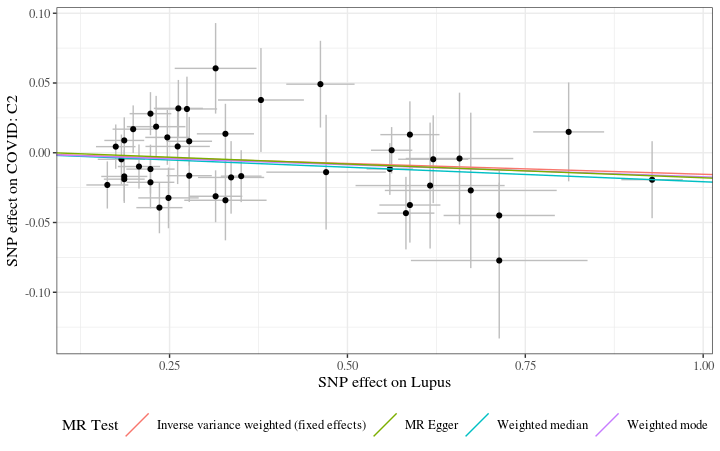 0.10
0.05
0.00
-0.05
-0.10
SNP effect on COVID: C2
0.25
0.50
0.75
1.00
SNP effect on Lupus
MR Test
Inverse variance weighted (fixed effects)
MR Egger
Weighted median
Weighted mode